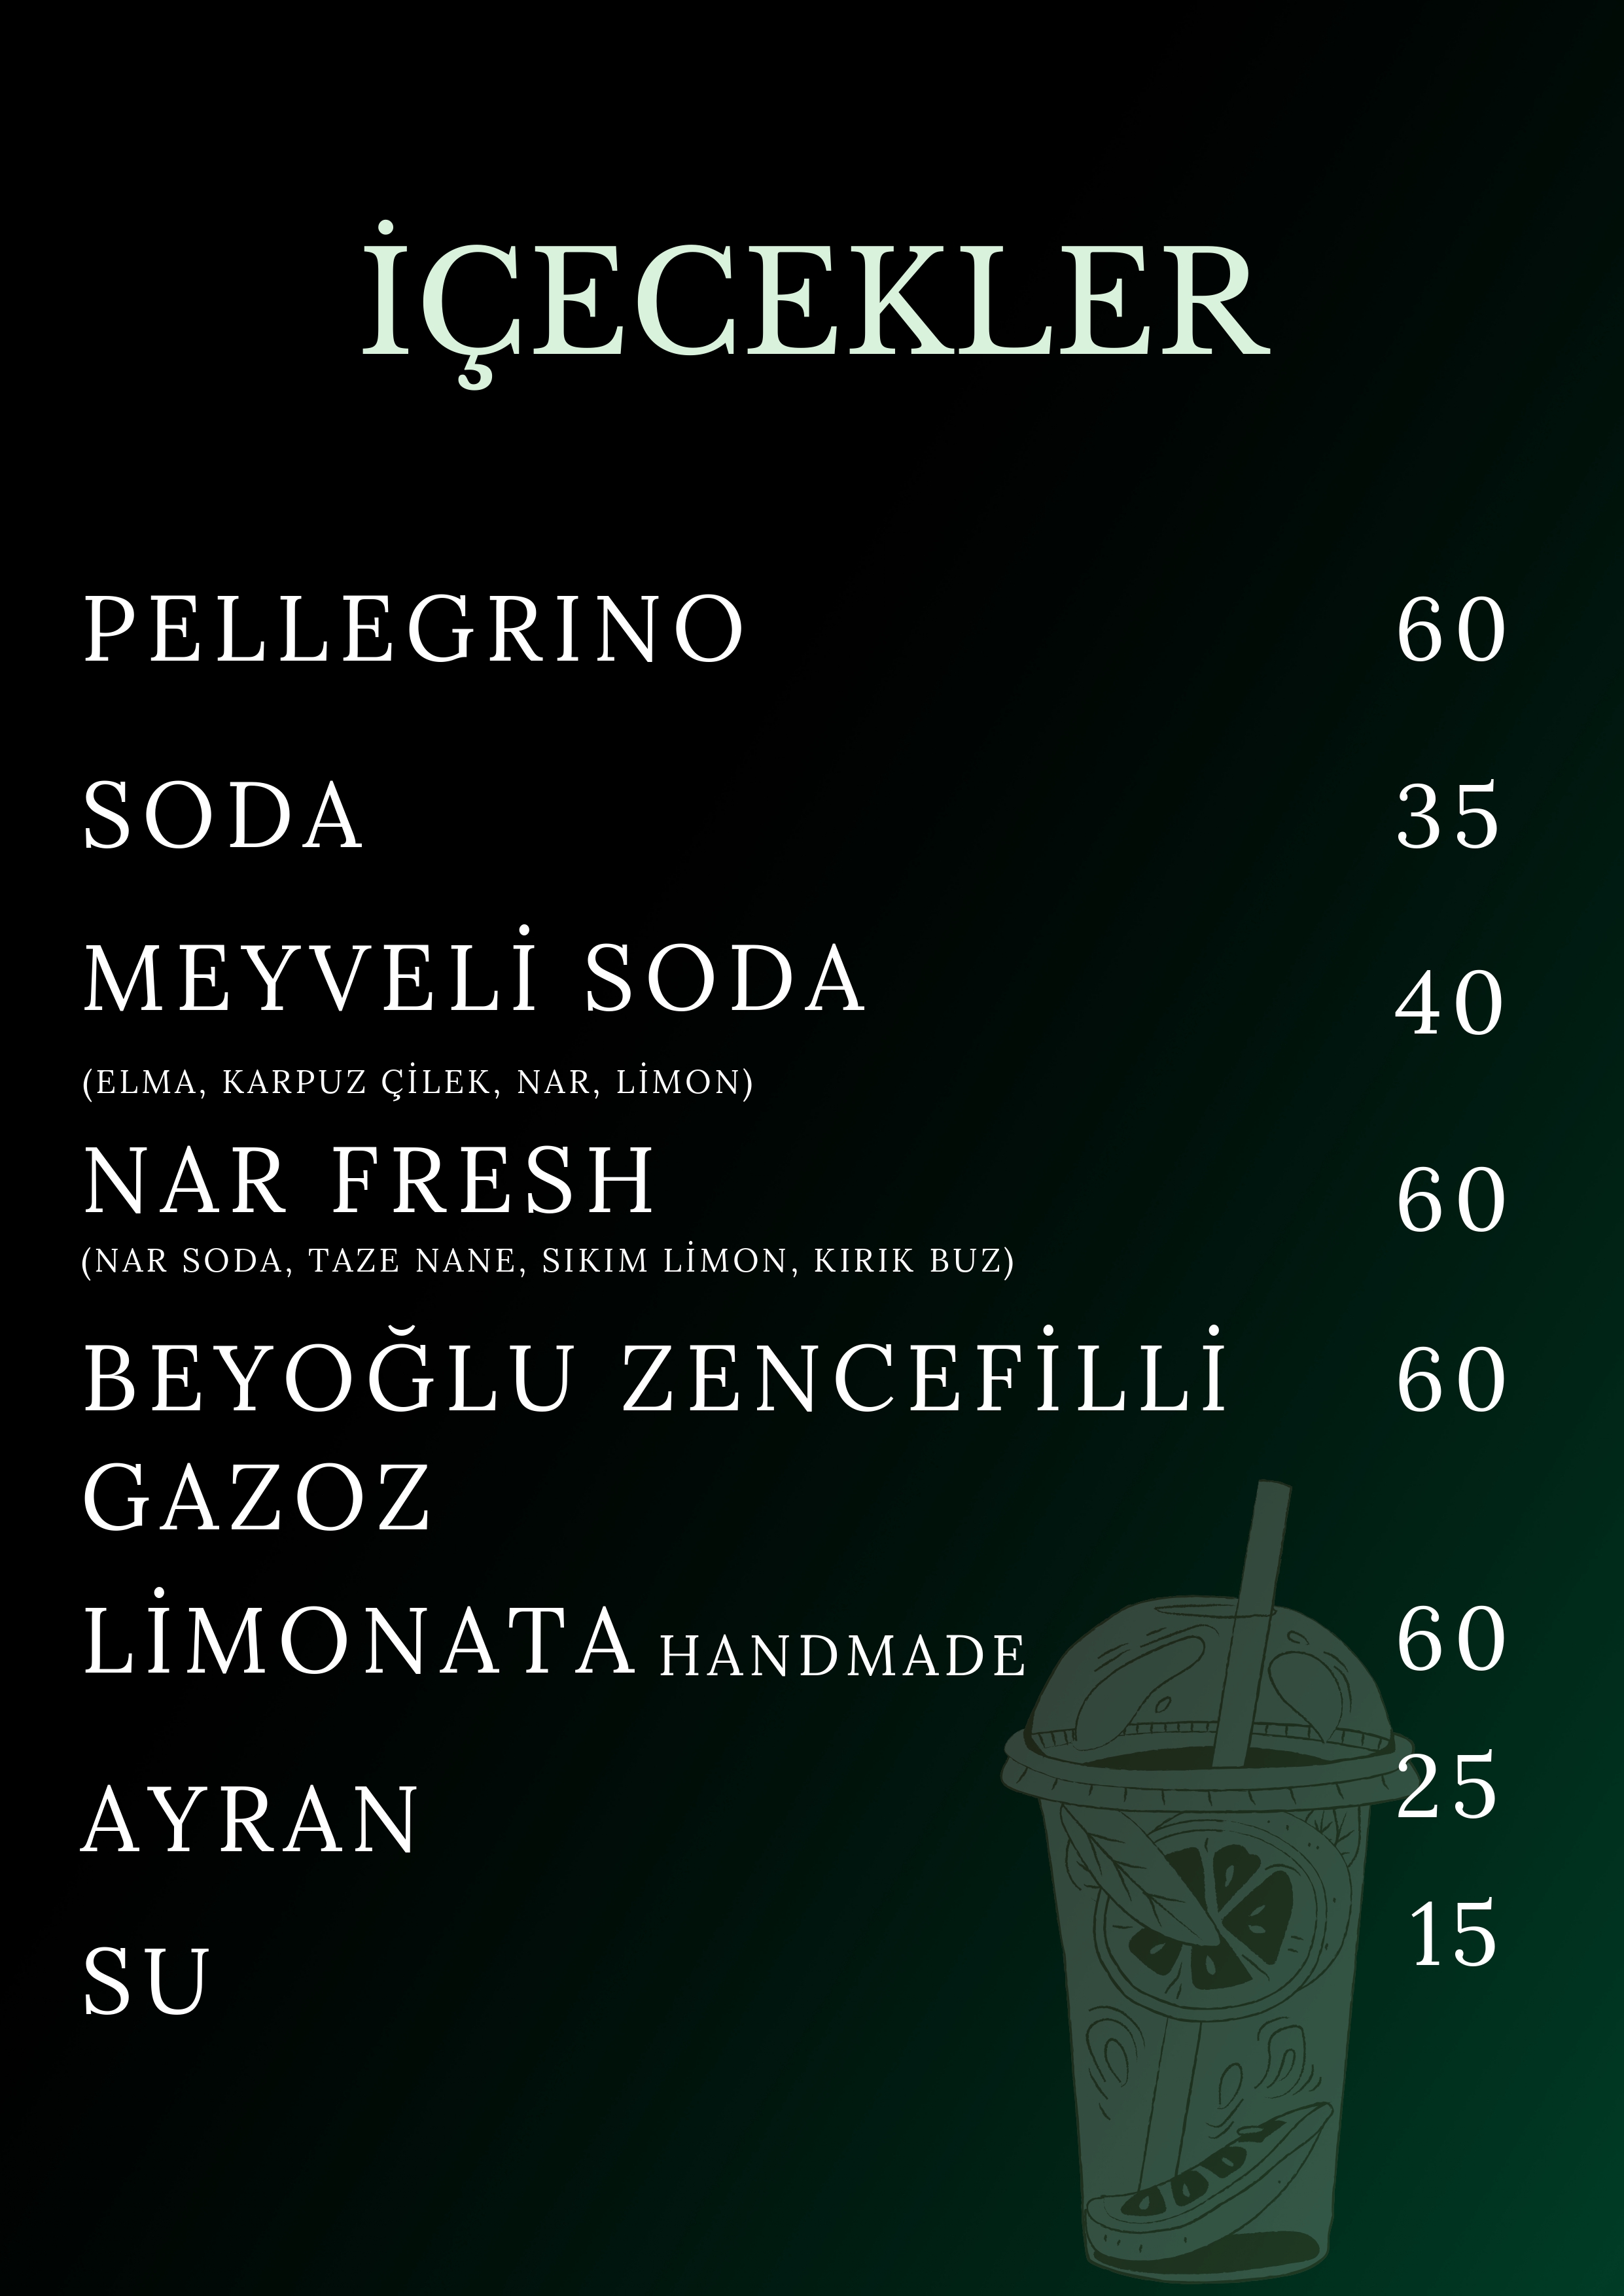 İÇECEKLER
PELLEGRINO 60
SODA 35
MEYVELİ SODA 40
(ELMA, KARPUZ ÇİLEK, NAR, LİMON)
NAR FRESH 60
(NAR SODA, TAZE NANE, SIKIM LİMON, KIRIK BUZ)
BEYOĞLU ZENCEFİLLİ 60
GAZOZ
LİMONATA HANDMADE 60
AYRAN 25
SU 15